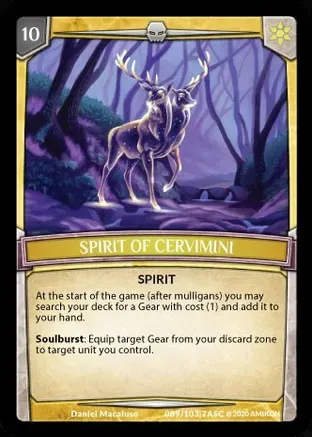 10
SPIRIT OF CERVIMINI
SPIRIT
At the start of the game (after mulligans) you may
search your deck for a Gear with cost (1) and add it to
your hand.
Soulburst: Equip target Gear from your discard zone
to target unit you control.
Daniel Macaluso
089/103,7ASC © 2020 AMIKON